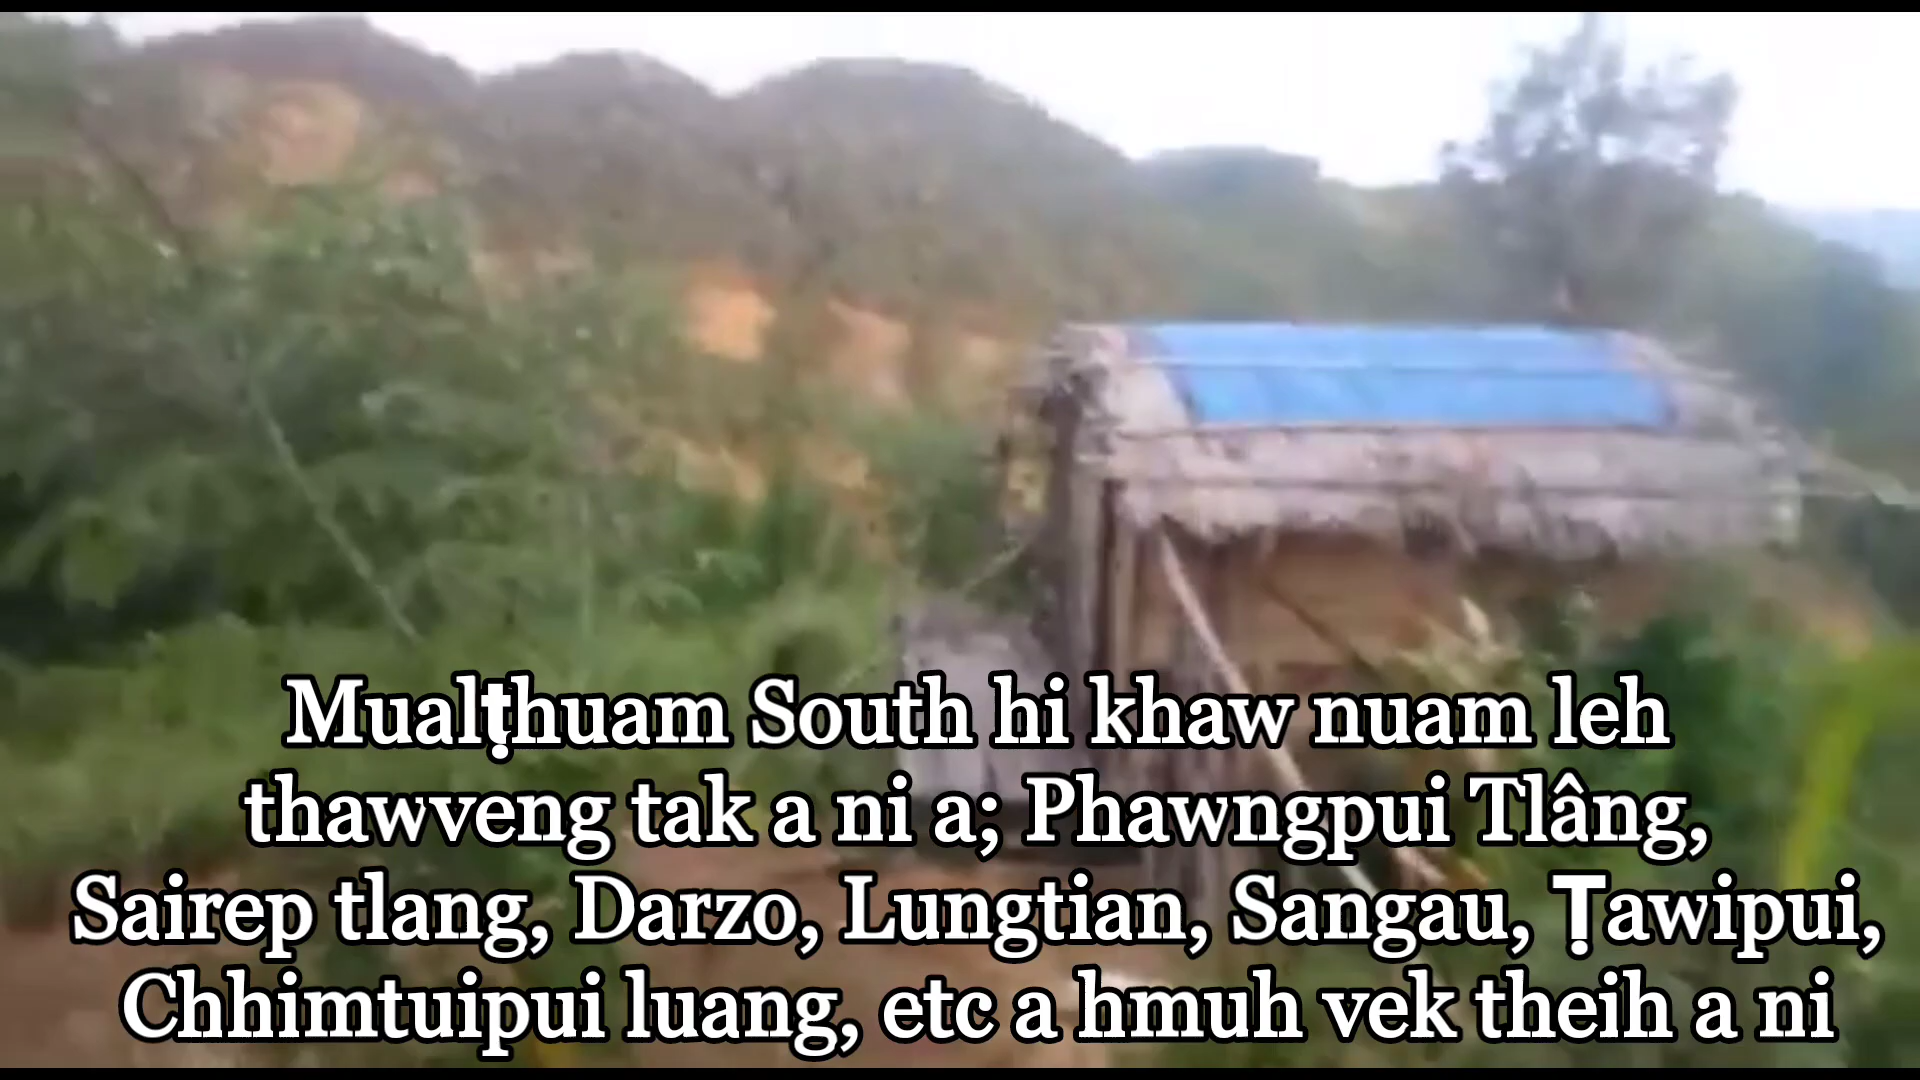 Mualṭhuam South hi khaw nuam leh
thawveng tak a ni a; Phawngpui Tlâng,
Sairep tlang, Darzo, Lungtian, Sangau, Ṭawipui,
Chhimtuipui luang, etc a hmuh vek theih a ni